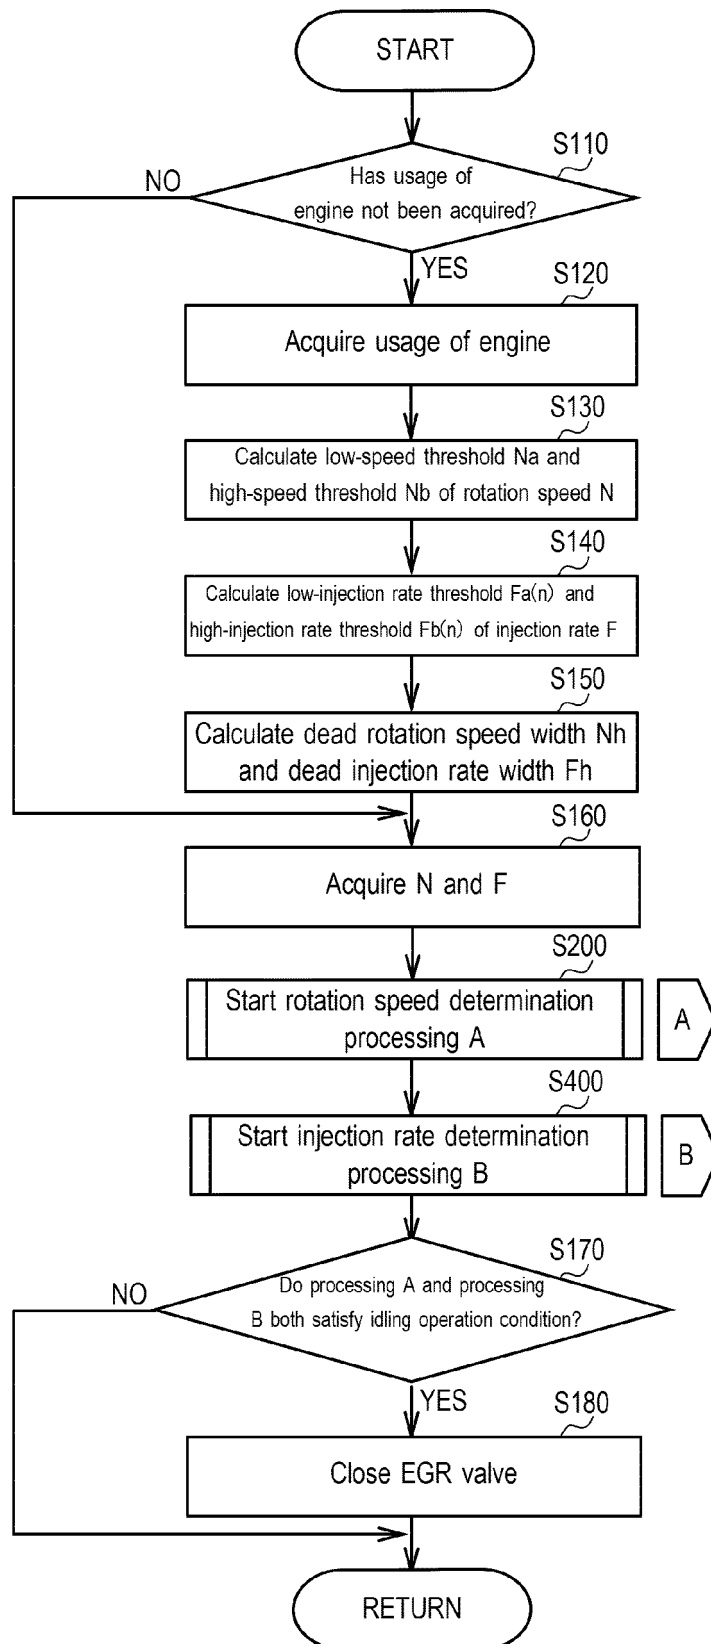 START
S110
NO
Has usage of
engine not been acquired?
YES
S120
Acquire usage of engine
S130
Calculate low-speed threshold Na and
high-speed threshold Nb of rotation speed N
S140
Calculate low-injection rate threshold Fa(n) and
high-injection rate threshold Fb(n) of injection rate F
S150
Calculate dead rotation speed width Nh
and dead injection rate width Fh
S160
Acquire N and F
S200
Start rotation speed determination
processing A
A
S400
Start injection rate determination
processing B
B
S170
NO
Do processing A and processing
B both satisfy idling operation condition?
YES
S180
Close EGR valve
RETURN